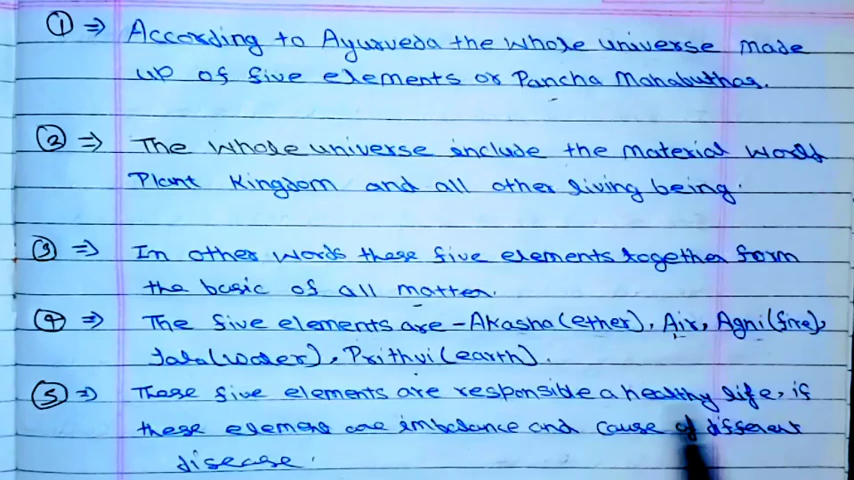 ① ⇒ According to Ayurveda the whole universe made
up of five elements or Pancha Mahabuthas.
② ⇒ The whole universe include the material world
Plant Kingdom and all other living being.
③ ⇒ In other words these five elements together form
the basic of all matter.
④ ⇒ The five elements are - Akasha (ether), Air, Agni (fire),
Jala (water), Prithvi (earth).
⑤ ⇒ These five elements are responsible a healthy life, if
these element are imbalance and cause of different
disease.